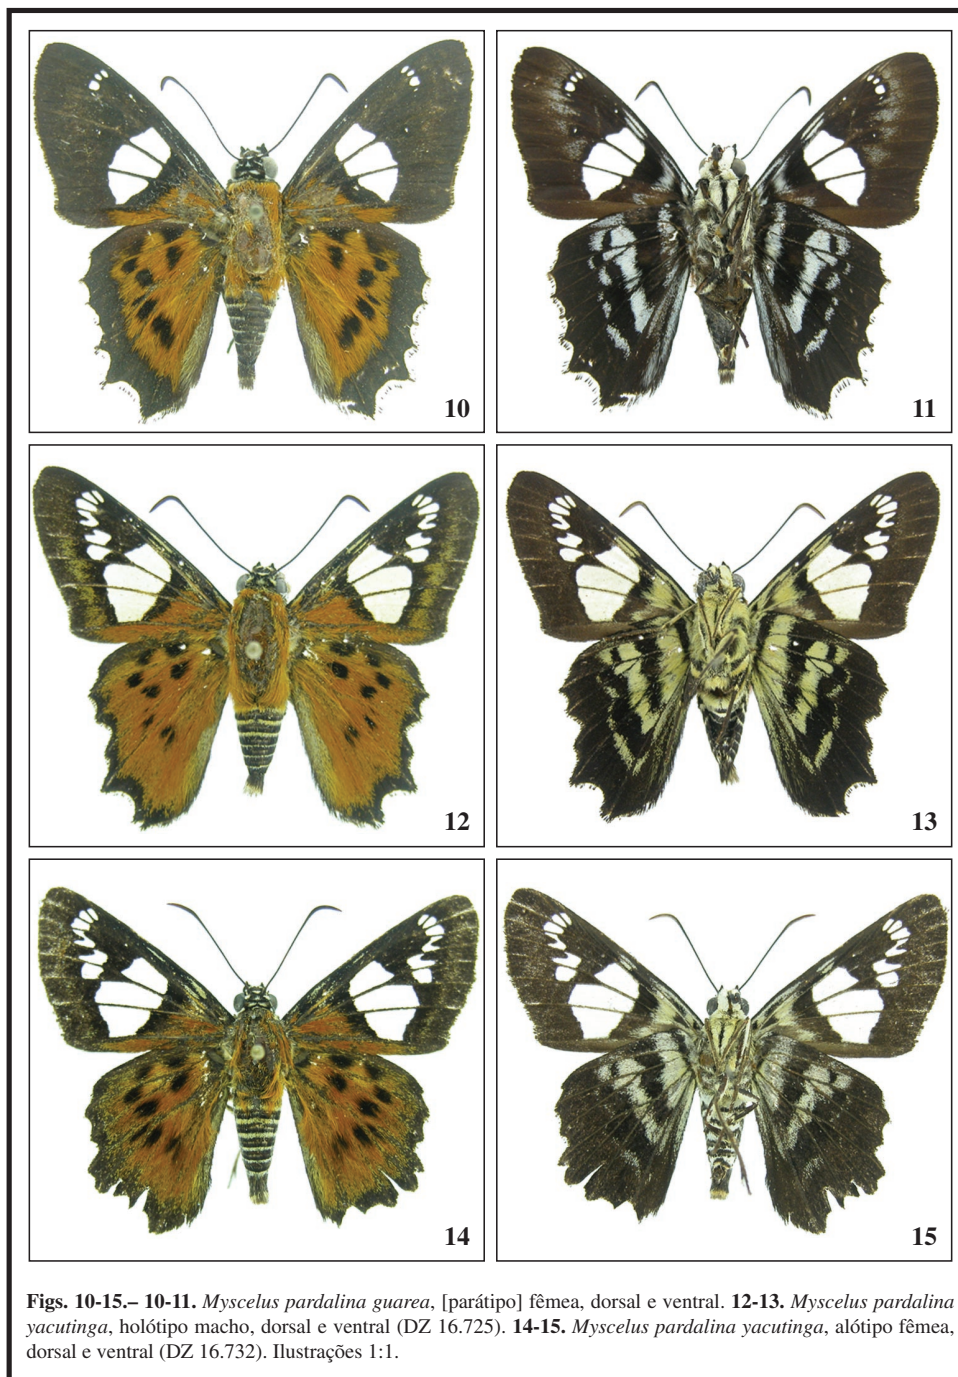 10
11
12
13
14
15
Figs. 10-15.– 10-11. Myscelus pardalina guarea, [parátipo] fêmea, dorsal e ventral. 12-13. Myscelus pardalina
yacutinga, holótipo macho, dorsal e ventral (DZ 16.725). 14-15. Myscelus pardalina yacutinga, alótipo fêmea,
dorsal e ventral (DZ 16.732). Ilustrações 1:1.